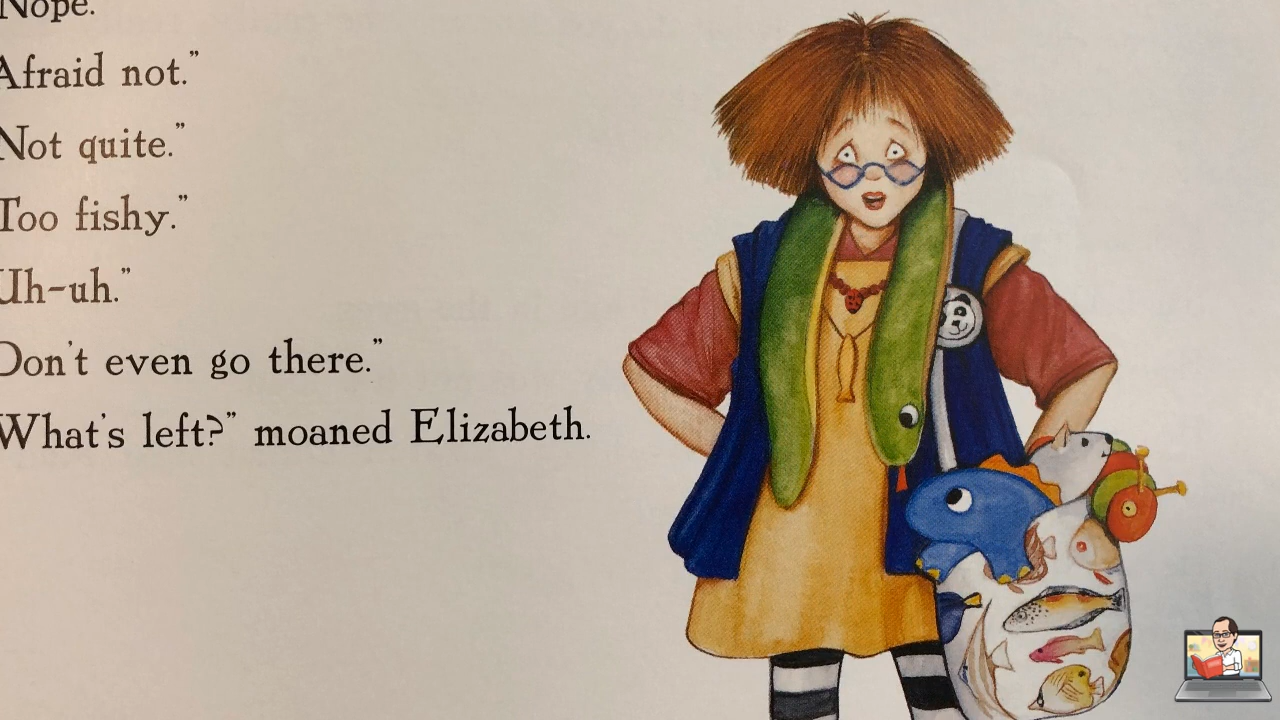 Nope.
Afraid not."
Not quite."
Too fishy."
Uh-uh."
Don't even go there."
What's left?" moaned Elizabeth.